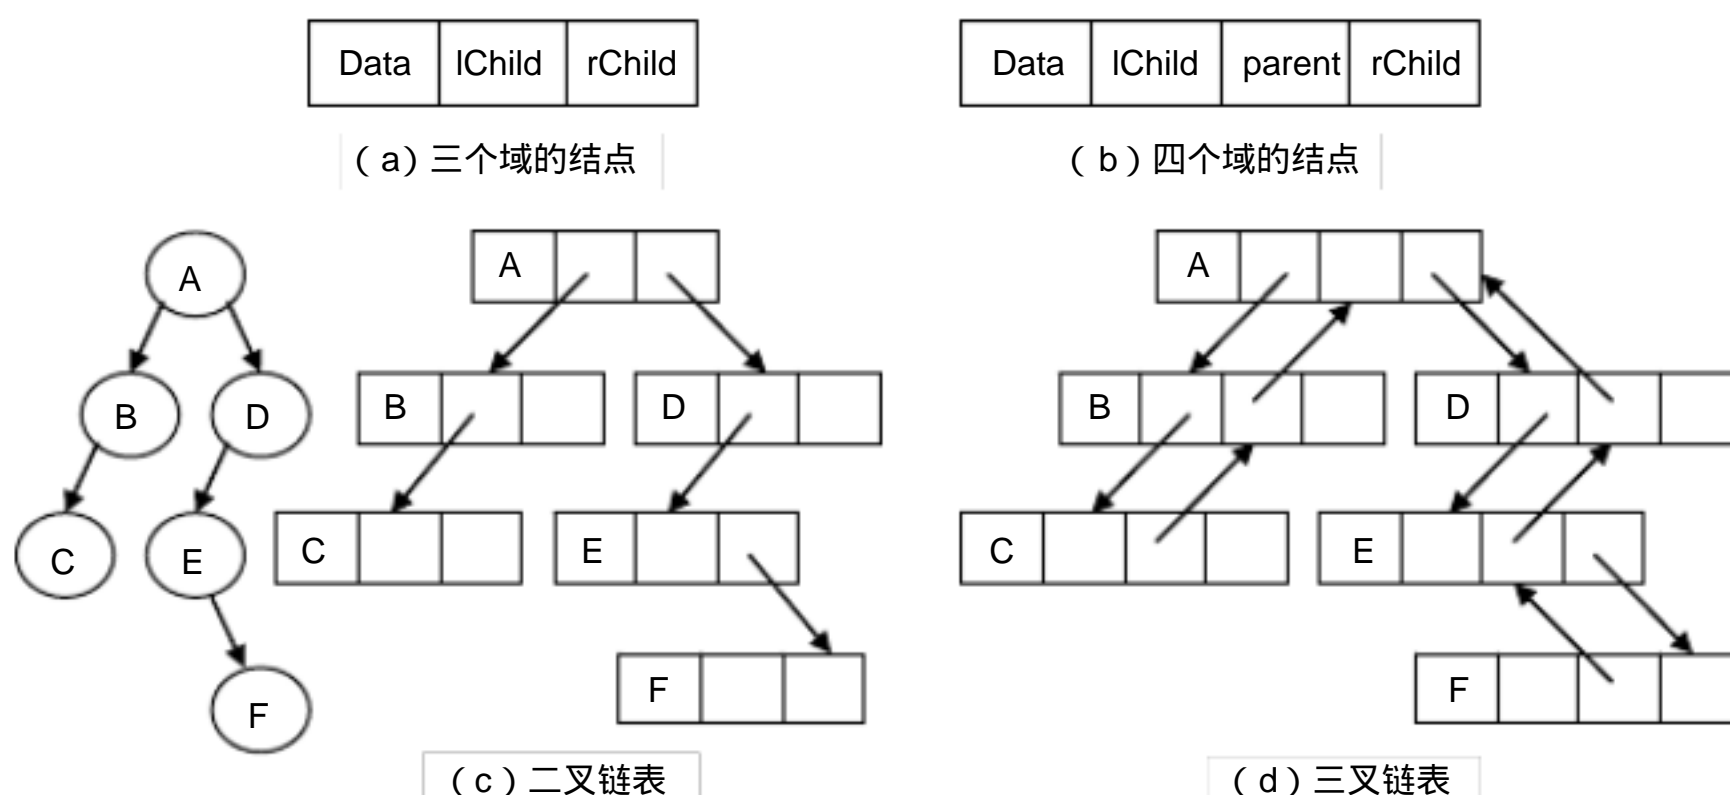 Data lChild rChild
Data lChild parent rChild
（a）三个域的结点
（b）四个域的结点
A
A
A
B
D
B
D
B
D
C
E
C
E
C
E
F
F
F
（c）二叉链表
（d）三叉链表